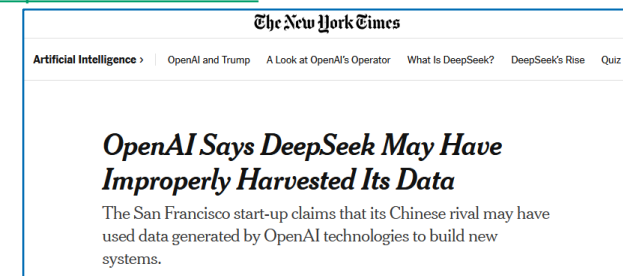 The New York Times
Artificial Intelligence › OpenAI and Trump A Look at OpenAI's Operator What Is DeepSeek? DeepSeek's Rise Quiz
OpenAI Says DeepSeek May Have
Improperly Harvested Its Data
The San Francisco start-up claims that its Chinese rival may have
used data generated by OpenAI technologies to build new
systems.